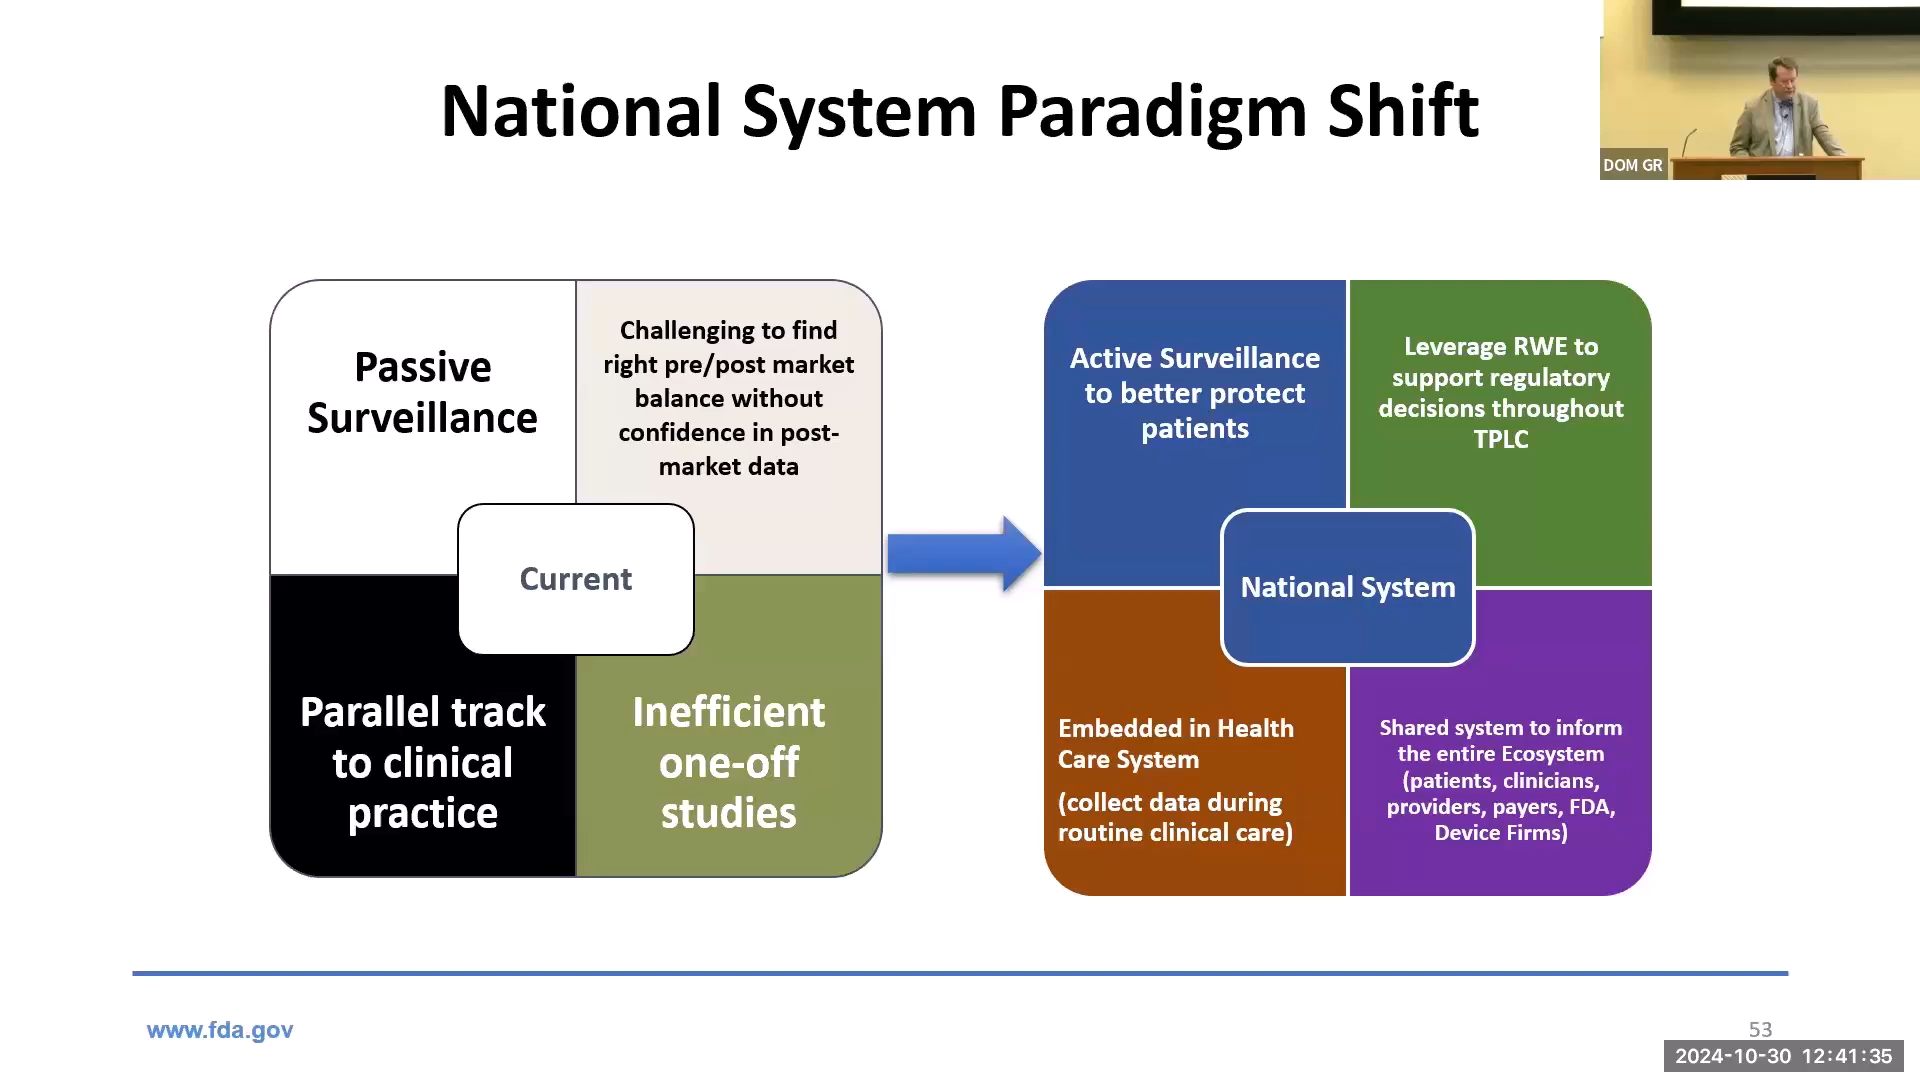 National System Paradigm Shift
DOM GR
Passive
Surveillance
Challenging to find
right pre/post market
balance without
confidence in post-
market data
Current
Parallel track
to clinical
practice
Inefficient
one-off
studies
Active Surveillance
to better protect
patients
Leverage RWE to
support regulatory
decisions throughout
TPLC
National System
Embedded in Health
Care System
(collect data during
routine clinical care)
Shared system to inform
the entire Ecosystem
(patients, clinicians,
providers, payers, FDA,
Device Firms)
www.fda.gov
53
2024-10-30 12:41:35